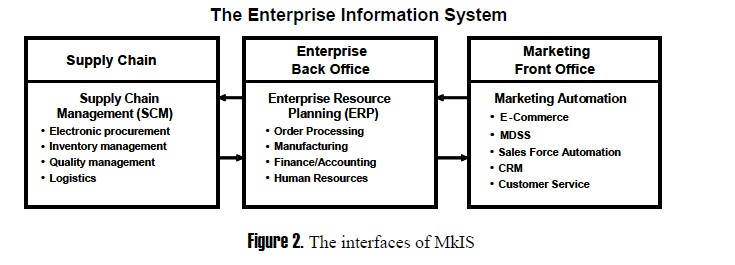 The Enterprise Information System
Supply Chain
Supply Chain
Management (SCM)
• Electronic procurement
• Inventory management
• Quality management
• Logistics
Enterprise
Back Office
Enterprise Resource
Planning (ERP)
• Order Processing
• Manufacturing
• Finance/Accounting
• Human Resources
Marketing
Front Office
Marketing Automation
• E-Commerce
• MDSS
• Sales Force Automation
• CRM
• Customer Service
Figure 2. The interfaces of MkIS